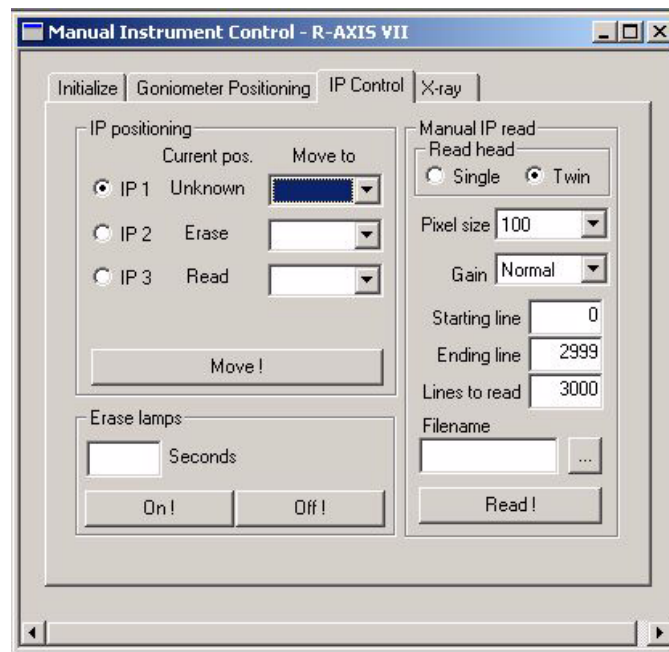 Manual Instrument Control - R-AXIS VII
Initialize Goniometer Positioning IP Control X-ray
IP positioning
Current pos. Move to
IP 1 Unknown
IP 2 Erase
IP 3 Read
Move !
Erase lamps
Seconds
On ! Off !
Manual IP read
Read head
Single Twin
Pixel size 100
Gain Normal
Starting line 0
Ending line 2999
Lines to read 3000
Filename
...
Read !